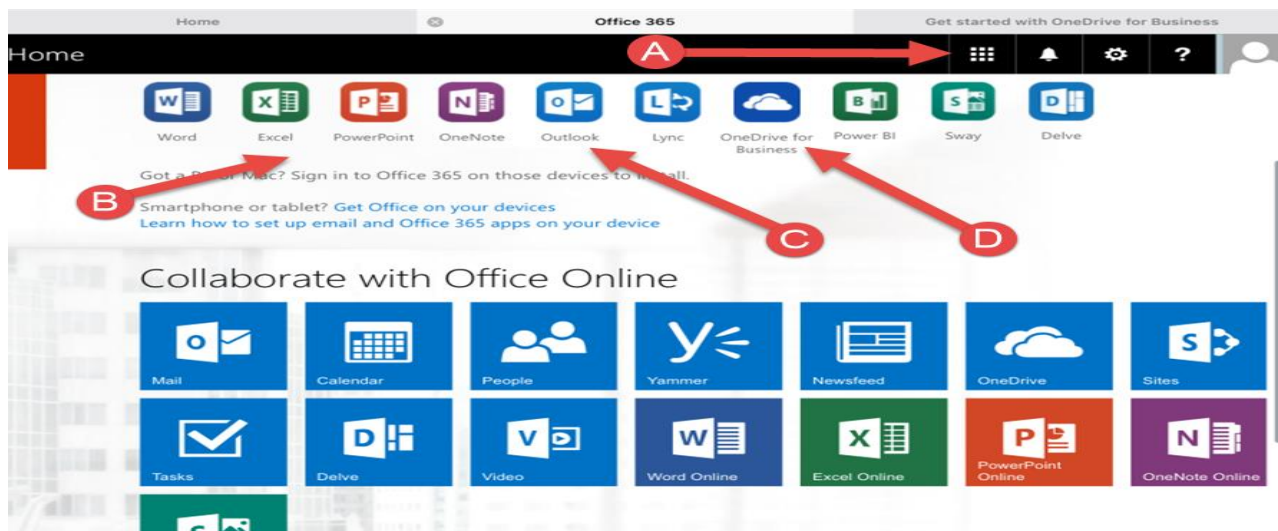 Home Office 365 Get started with OneDrive for Business
Home A ?
W X P N O L B S D
Word Excel PowerPoint OneNote Outlook Lync OneDrive for Business Power BI Sway Delve
B Got a PC or Mac? Sign in to Office 365 on those devices to install.
Smartphone or tablet? Get Office on your devices
Learn how to set up email and Office 365 apps on your device
C D
Collaborate with Office Online
O Y S
Mail Calendar People Yammer Newsfeed OneDrive Sites
D V W X P N
Tasks Delve Video Word Online Excel Online PowerPoint Online OneNote Online